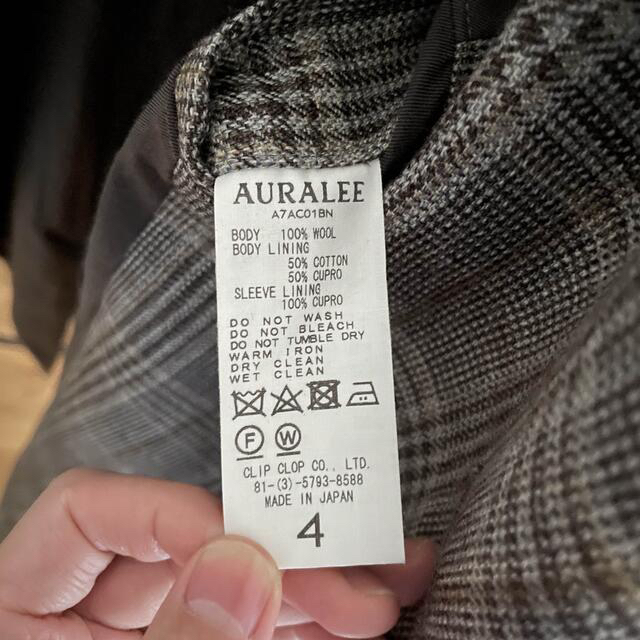 AURALEE
A7AC01BN
BODY 100% WOOL
BODY LINING
50% COTTON
50% CUPRO
SLEEVE LINING
100% CUPRO
DO NOT WASH
DO NOT BLEACH
DO NOT TUMBLE DRY
WARM IRON
DRY CLEAN
WET CLEAN
F W
CLIP CLOP CO., LTD.
81-(3)-5793-8588
MADE IN JAPAN
4